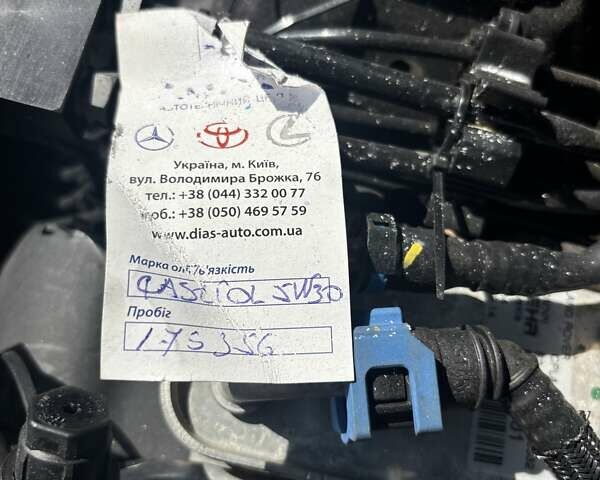 Україна, м. Київ,
вул. Володимира Брожка, 76
тел.: +38 (044) 332 00 77
моб.: +38 (050) 469 57 59
www.dias-auto.com.ua
Марка оливи/в'язкість
CASTROL 5W30
Пробіг
175356